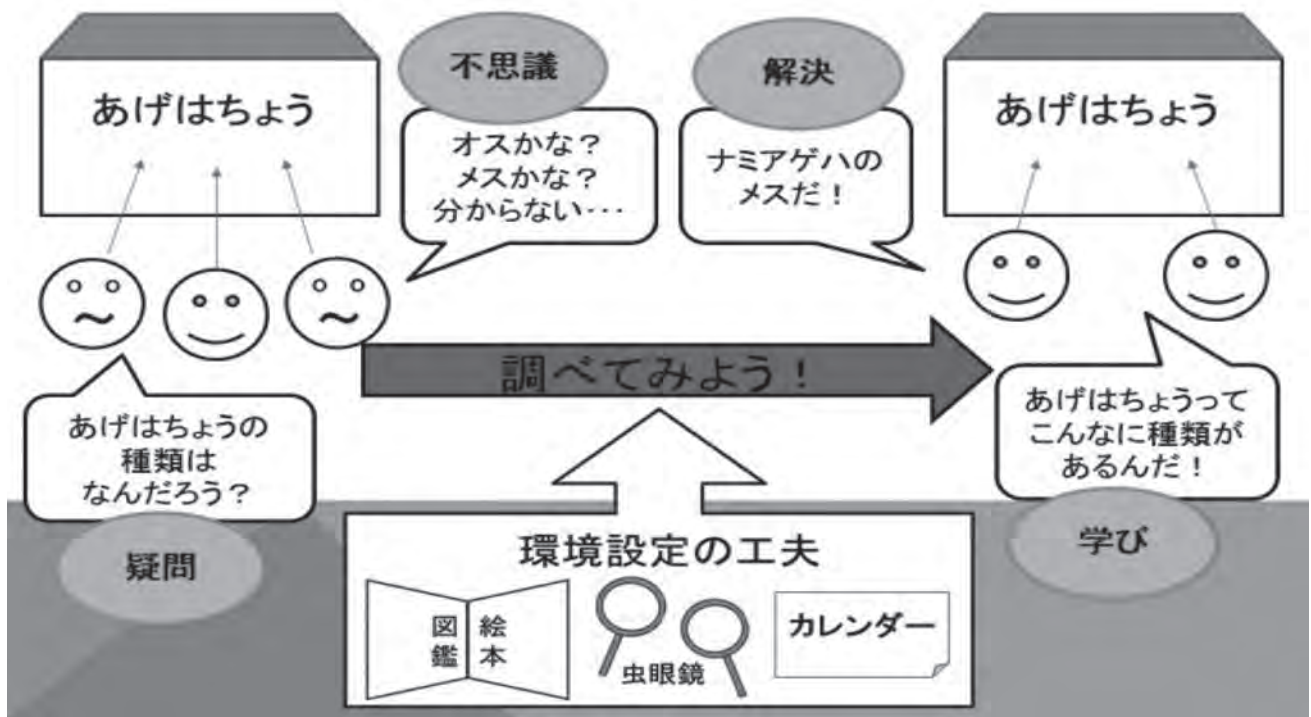 あげはちょう
不思議
オスかな？
メスかな？
分からない・・・
解決
ナミアゲハの
メスだ！
あげはちょう
調べてみよう！
あげはちょうの
種類は
なんだろう？
疑問
あげはちょうって
こんなに種類が
あるんだ！
学び
環境設定の工夫
図鑑
絵本
虫眼鏡
カレンダー